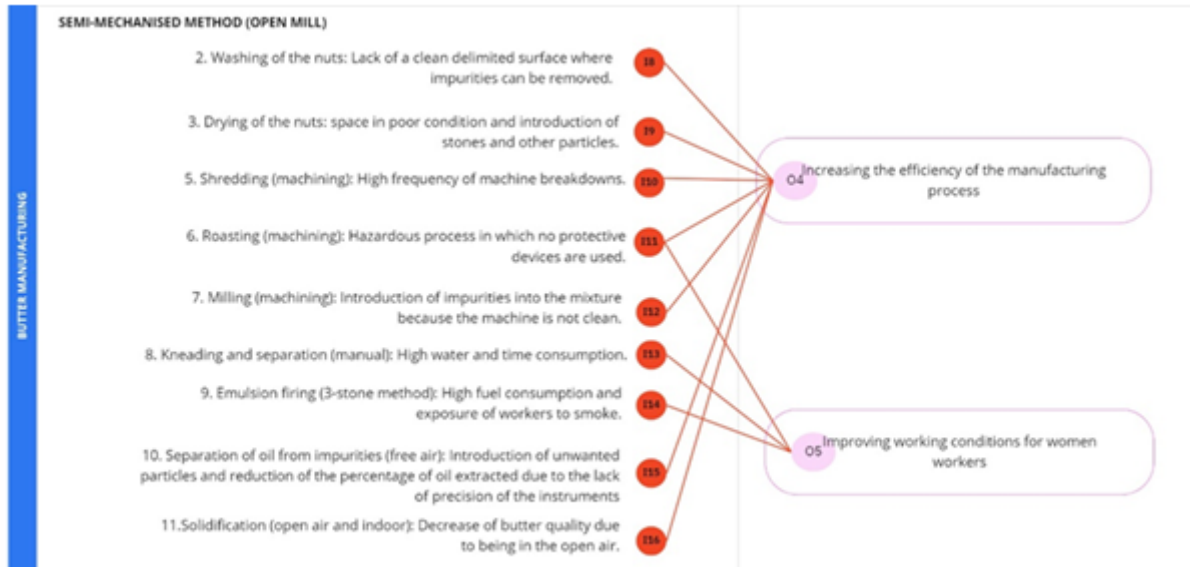 SEMI-MECHANISED METHOD (OPEN MILL)
BUTTER MANUFACTURING
2. Washing of the nuts: Lack of a clean delimited surface where
impurities can be removed.
I8
3. Drying of the nuts: space in poor condition and introduction of
stones and other particles.
I9
5. Shredding (machining): High frequency of machine breakdowns.
I10
6. Roasting (machining): Hazardous process in which no protective
devices are used.
I11
7. Milling (machining): Introduction of impurities into the mixture
because the machine is not clean.
I12
8. Kneading and separation (manual): High water and time consumption.
I13
9. Emulsion firing (3-stone method): High fuel consumption and
exposure of workers to smoke.
I14
10. Separation of oil from impurities (free air): Introduction of unwanted
particles and reduction of the percentage of oil extracted due to the lack
of precision of the instruments
I15
11.Solidification (open air and indoor): Decrease of butter quality due
to being in the open air.
I16
O4
Increasing the efficiency of the manufacturing
process
O5
Improving working conditions for women
workers